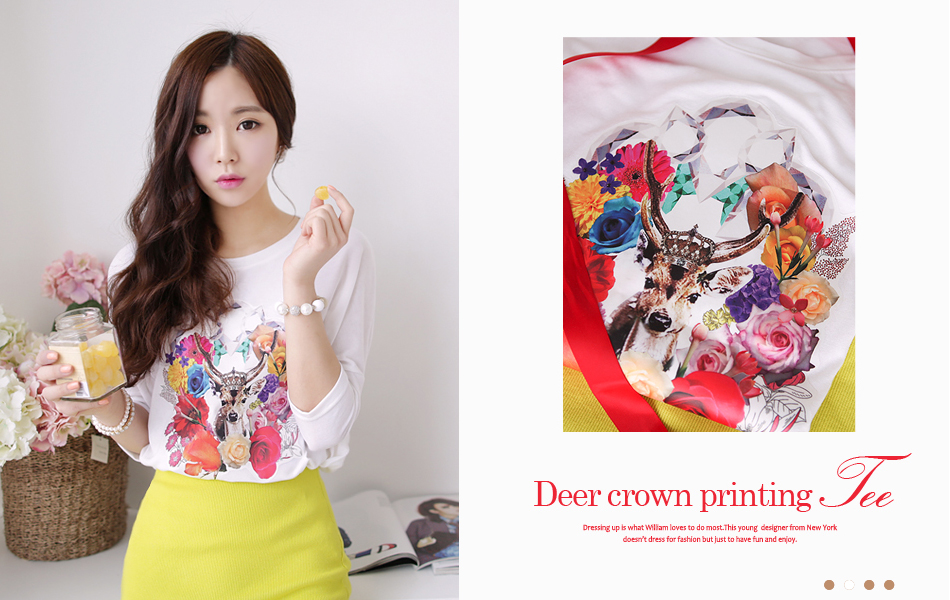 Deer crown printing Tee
Dressing up is what William loves to do most.This young designer from New York
doesn't dress for fashion but just to have fun and enjoy.